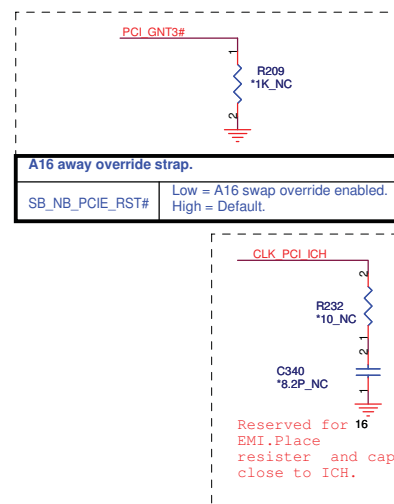 PCI_GNT3#
1
R209
*1K_NC
2
A16 away override strap.
SB_NB_PCIE_RST#
Low = A16 swap override enabled.
High = Default.
CLK_PCI_ICH
2
R232
*10_NC
1
2
C340
*8.2P_NC
1
Reserved for 16
EMI.Place
resister and cap
close to ICH.